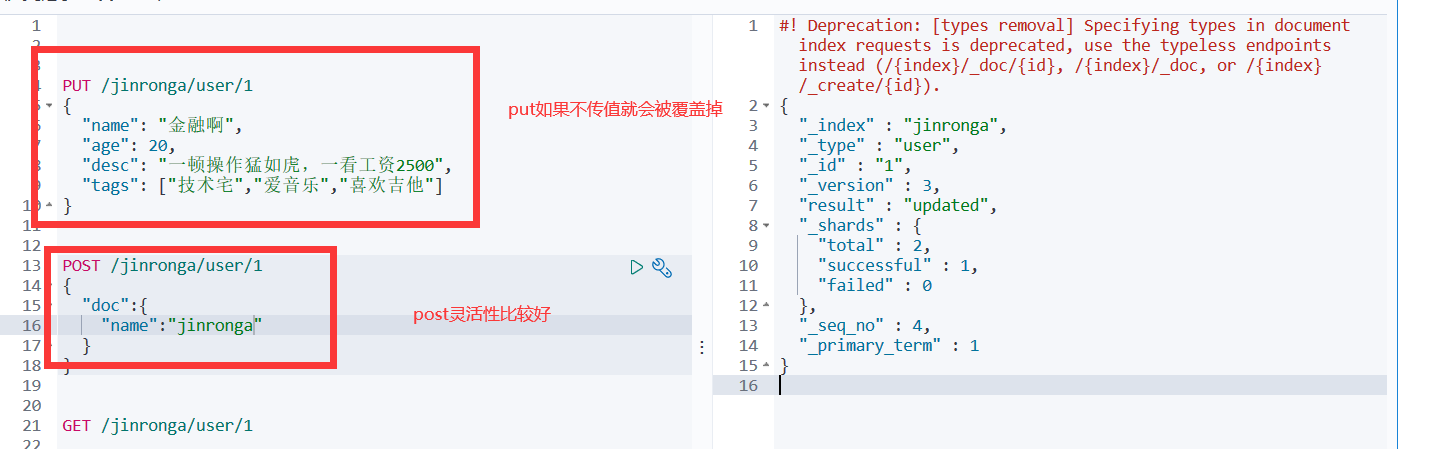 1
2
3
4 PUT /jinronga/user/1
5 {
6 "name": "金融啊",
7 "age": 20,
8 "desc": "一顿操作猛如虎，一看工资2500",
9 "tags": ["技术宅","爱音乐","喜欢吉他"]
10 }
11
12
13 POST /jinronga/user/1
14 {
15 "doc":{
16 "name":"jinronga"
17 }
18 }
19
20
21 GET /jinronga/user/1
22
put如果不传值就会被覆盖掉
post灵活性比较好
1 #! Deprecation: [types removal] Specifying types in document
index requests is deprecated, use the typeless endpoints
instead (/{index}/_doc/{id}, /{index}/_doc, or /{index}
/_create/{id}).
2 {
3 "_index" : "jinronga",
4 "_type" : "user",
5 "_id" : "1",
6 "_version" : 3,
7 "result" : "updated",
8 "_shards" : {
9 "total" : 2,
10 "successful" : 1,
11 "failed" : 0
12 },
13 "_seq_no" : 4,
14 "_primary_term" : 1
15 }
16